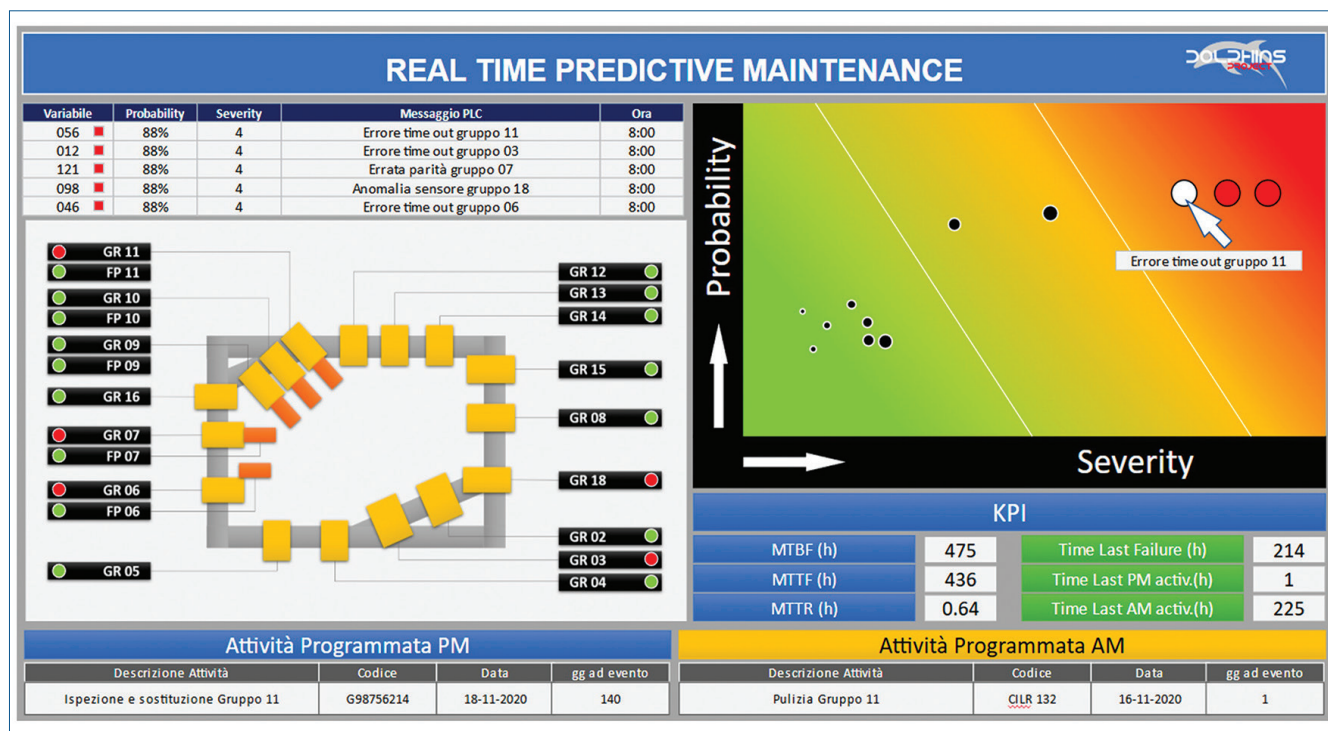 REAL TIME PREDICTIVE MAINTENANCE
DOLPHINS
PROJECT
Variabile Probability Severity Messaggio PLC Ora
056 88% 4 Errore time out gruppo 11 8:00
012 88% 4 Errore time out gruppo 03 8:00
121 88% 4 Errata parità gruppo 07 8:00
098 88% 4 Anomalia sensore gruppo 18 8:00
046 88% 4 Errore time out gruppo 06 8:00
GR 11
FP 11
GR 10
FP 10
GR 09
FP 09
GR 16
GR 07
FP 07
GR 06
FP 06
GR 05
GR 12
GR 13
GR 14
GR 15
GR 08
GR 18
GR 02
GR 03
GR 04
Probability
Errore time out gruppo 11
Severity
KPI
MTBF (h) 475 Time Last Failure (h) 214
MTTF (h) 436 Time Last PM activ.(h) 1
MTTR (h) 0.64 Time Last AM activ.(h) 225
Attività Programmata PM
Descrizione Attività Codice Data gg ad evento
Ispezione e sostituzione Gruppo 11 G98756214 18-11-2020 140
Attività Programmata AM
Descrizione Attività Codice Data gg ad evento
Pulizia Gruppo 11 CILR 132 16-11-2020 1